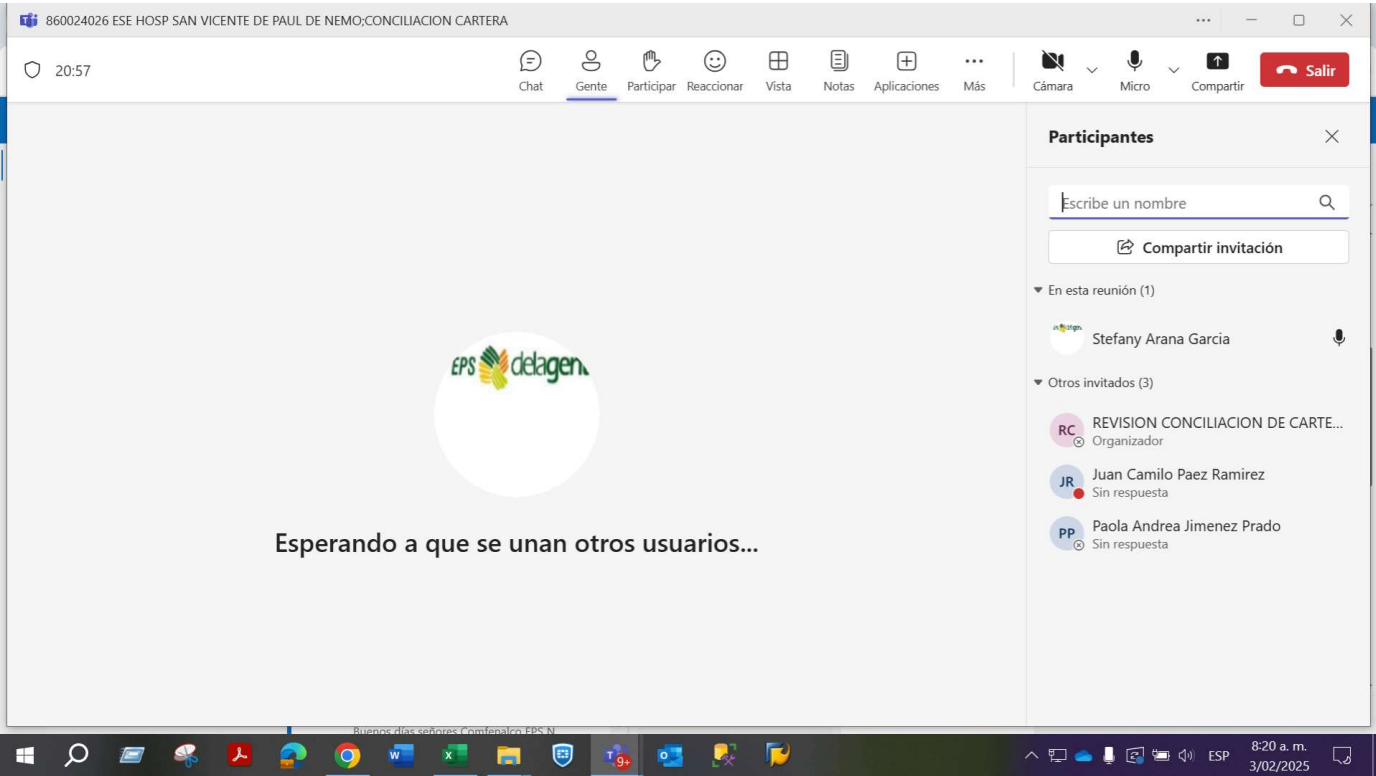 860024026 ESE HOSP SAN VICENTE DE PAUL DE NEMO;CONCILIACION CARTERA
20:57
Chat
Gente
Participar
Reaccionar
Vista
Notas
Aplicaciones
Más
Cámara
Micro
Compartir
Salir
Participantes
Escribe un nombre
Compartir invitación
En esta reunión (1)
Stefany Arana Garcia
Otros invitados (3)
RC
REVISION CONCILIACION DE CARTE...
Organizador
JR
Juan Camilo Paez Ramirez
Sin respuesta
PP
Paola Andrea Jimenez Prado
Sin respuesta
EPS delagen
Esperando a que se unan otros usuarios...
Buenos días señores Comfenalco EPS N
9+
ESP
8:20 a. m.
3/02/2025